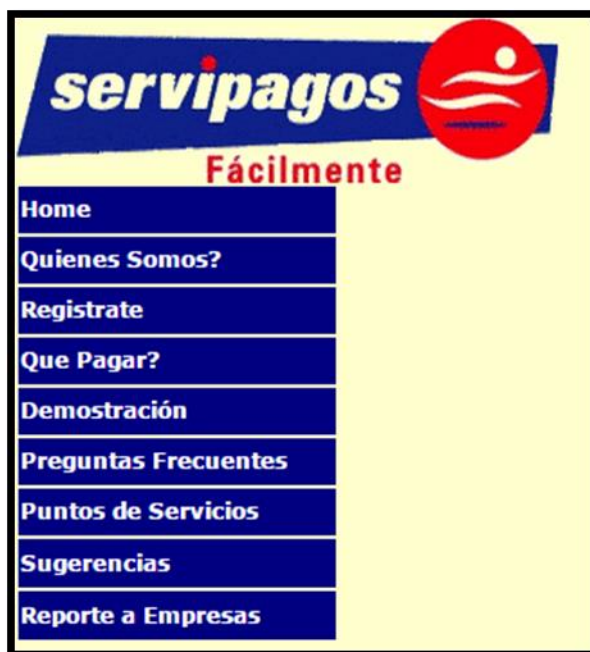 servipagos
Fácilmente
Home
Quienes Somos?
Registrate
Que Pagar?
Demostración
Preguntas Frecuentes
Puntos de Servicios
Sugerencias
Reporte a Empresas